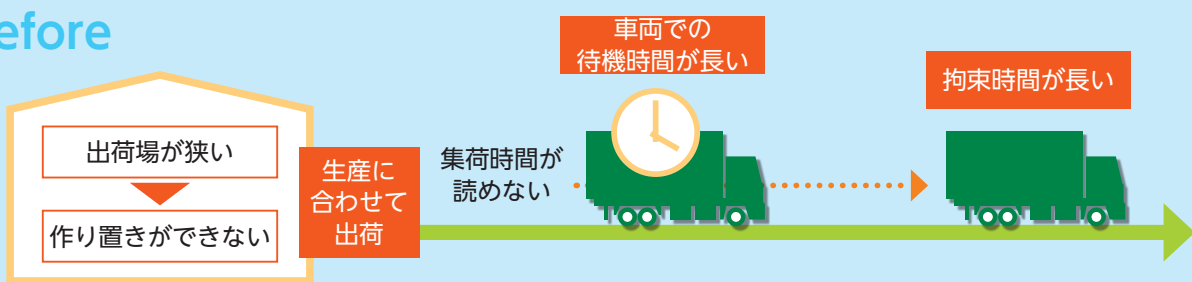 efore
出荷場が狭い
作り置きができない
生産に
合わせて
出荷
集荷時間が
読めない
車両での
待機時間が長い
拘束時間が長い